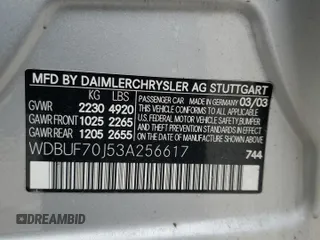 MFD BY DAIMLERCHRYSLER AG STUTTGART
KG LBS
GVWR 2230 4920
GAWR FRONT 1025 2265
GAWR REAR 1205 2655
PASSENGER CAR MADE IN GERMANY 03/03
THIS VEHICLE CONFORMS TO ALL APPLICABLE U.S. FEDERAL MOTOR VEHICLE SAFETY, BUMPER AND THEFT PREVENTION STANDARDS IN EFFECT ON THE DATE OF MANUFACTURE
WDBUF70J53A256617 744
DREAMBID